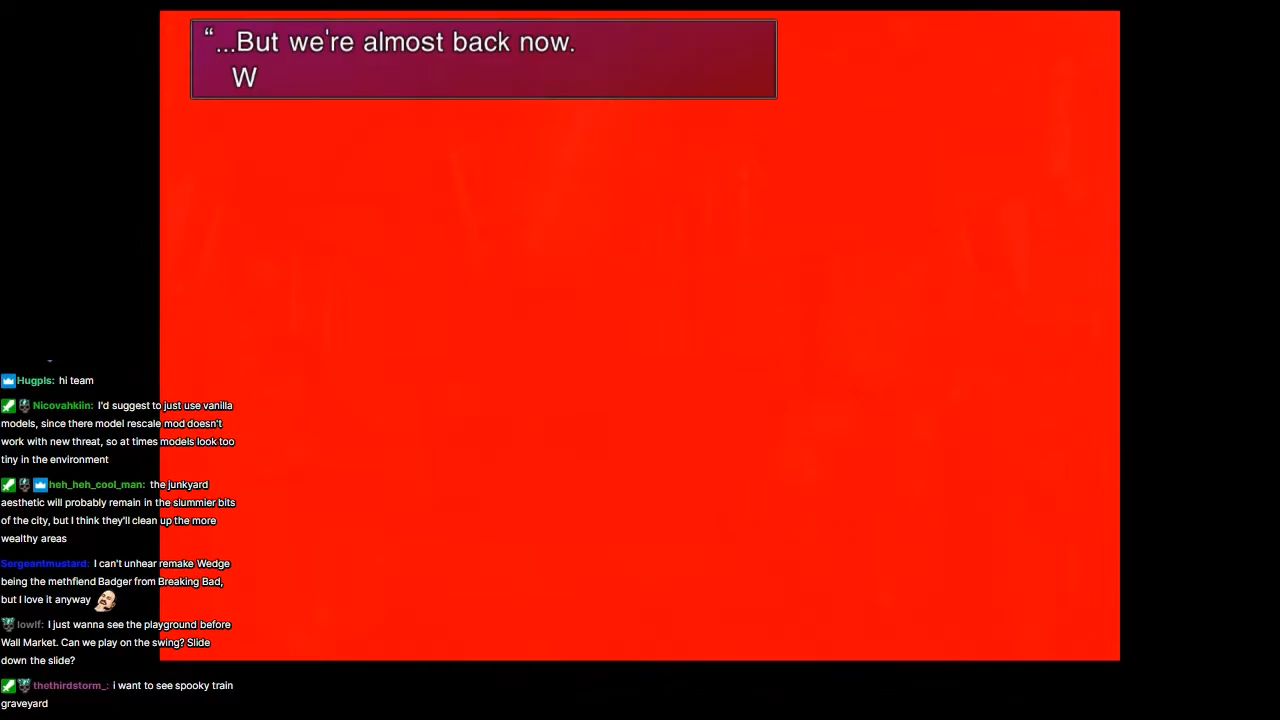 “...But we're almost back now.
W
Hugpls: hi team
Nicovahkiin: I'd suggest to just use vanilla
models, since there model rescale mod doesn't
work with new threat, so at times models look too
tiny in the environment
heh_heh_cool_man: the junkyard
aesthetic will probably remain in the slummier bits
of the city, but I think they'll clean up the more
wealthy areas
Sergeantmustard: I can't unhear remake Wedge
being the methfiend Badger from Breaking Bad,
but I love it anyway
lowlf: I just wanna see the playground before
Wall Market. Can we play on the swing? Slide
down the slide?
thethirdstorm_: i want to see spooky train
graveyard